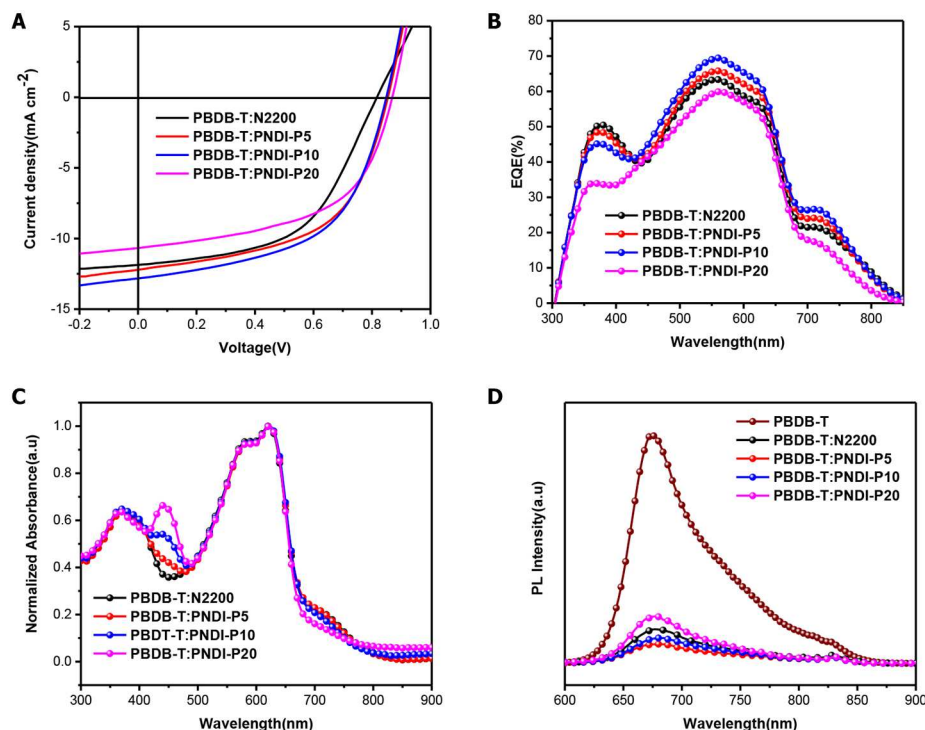 A
5
0
-5
-10
-15
-0.2
0.0
0.2
0.4
0.6
0.8
1.0
Current density(mA cm-2)
Voltage(V)
PBDB-T:N2200
PBDB-T:PNDI-P5
PBDB-T:PNDI-P10
PBDB-T:PNDI-P20
B
80
70
60
50
40
30
20
10
0
300
400
500
600
700
800
EQE(%)
Wavelength(nm)
PBDB-T:N2200
PBDB-T:PNDI-P5
PBDB-T:PNDI-P10
PBDB-T:PNDI-P20
C
1.0
0.8
0.6
0.4
0.2
0.0
300
400
500
600
700
800
900
Normalized Absorbance(a.u)
Wavelength(nm)
PBDB-T:N2200
PBDB-T:PNDI-P5
PBDT-T:PNDI-P10
PBDB-T:PNDI-P20
D
600
650
700
750
800
850
900
PL Intensity(a.u)
Wavelength(nm)
PBDB-T
PBDB-T:N2200
PBDB-T:PNDI-P5
PBDB-T:PNDI-P10
PBDB-T:PNDI-P20